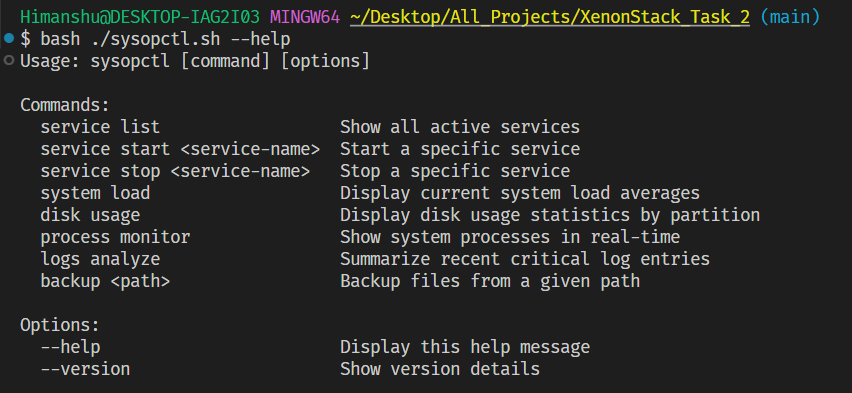 Himanshu@DESKTOP-IAG2I03 MINGW64 ~/Desktop/All_Projects/XenonStack_Task_2 (main)
$ bash ./sysopctl.sh --help
Usage: sysopctl [command] [options]

Commands:
  service list                  Show all active services
  service start <service-name>  Start a specific service
  service stop <service-name>   Stop a specific service
  system load                   Display current system load averages
  disk usage                    Display disk usage statistics by partition
  process monitor               Show system processes in real-time
  logs analyze                  Summarize recent critical log entries
  backup <path>                 Backup files from a given path

Options:
  --help                        Display this help message
  --version                     Show version details